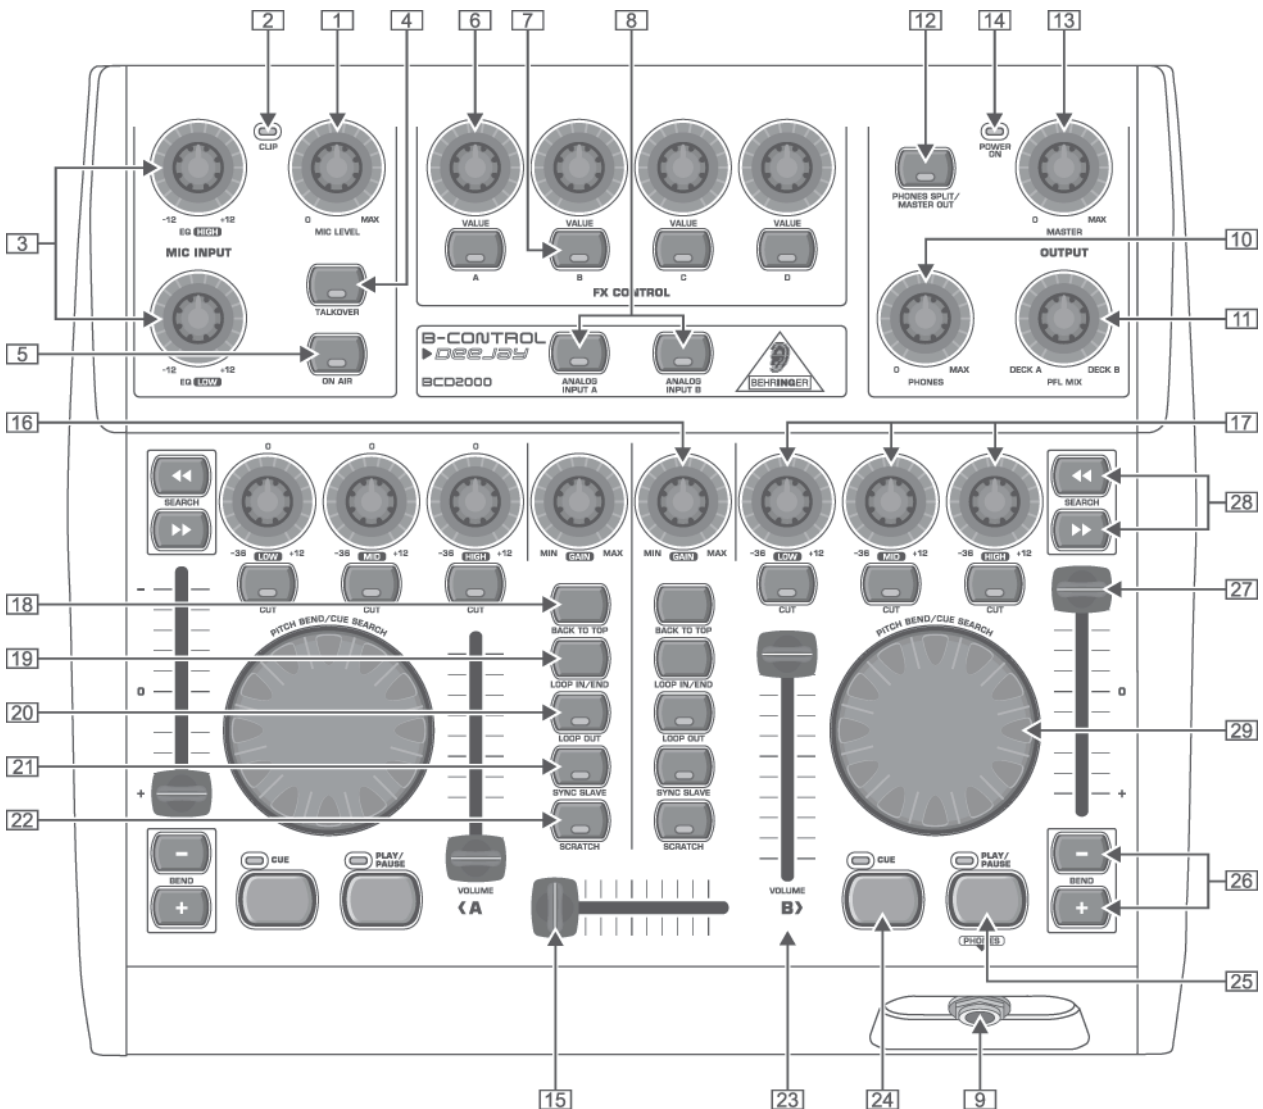 2 1 4 6 7 8 12 14 13
CLIP
POWER
ON
-12 +12
EQ HIGH
0 MAX
MIC LEVEL
VALUE VALUE VALUE VALUE
PHONES SPLIT/
MASTER OUT
0 MAX
MASTER
3
MIC INPUT
A B C D
FX CONTROL
OUTPUT
10
TALKOVER
11
5
-12 +12
EQ LOW
ON AIR
B-CONTROL
DEEJAY
BCD2000
ANALOG
INPUT A
ANALOG
INPUT B
BEHRINGER
0 MAX
PHONES
DECK A DECK B
PFL MIX
16
17
0 0 0
SEARCH
SEARCH
28
-36 LOW +12
-36 MID +12
-36 HIGH +12
MIN GAIN MAX
MIN GAIN MAX
-36 LOW +12
-36 MID +12
-36 HIGH +12
CUT CUT CUT
CUT CUT CUT
-
27
18
BACK TO TOP BACK TO TOP
PITCH BEND/CUE SEARCH
PITCH BEND/CUE SEARCH
19
LOOP IN/END LOOP IN/END
0
0
20
LOOP OUT LOOP OUT
29
21
SYNC SLAVE SYNC SLAVE
+
+
22
SCRATCH SCRATCH
-
BEND
+
CUE
PLAY/
PAUSE
VOLUME
A
VOLUME
B
CUE
PLAY/
PAUSE
-
BEND
+
26
PHONES
25
15 23 24 9